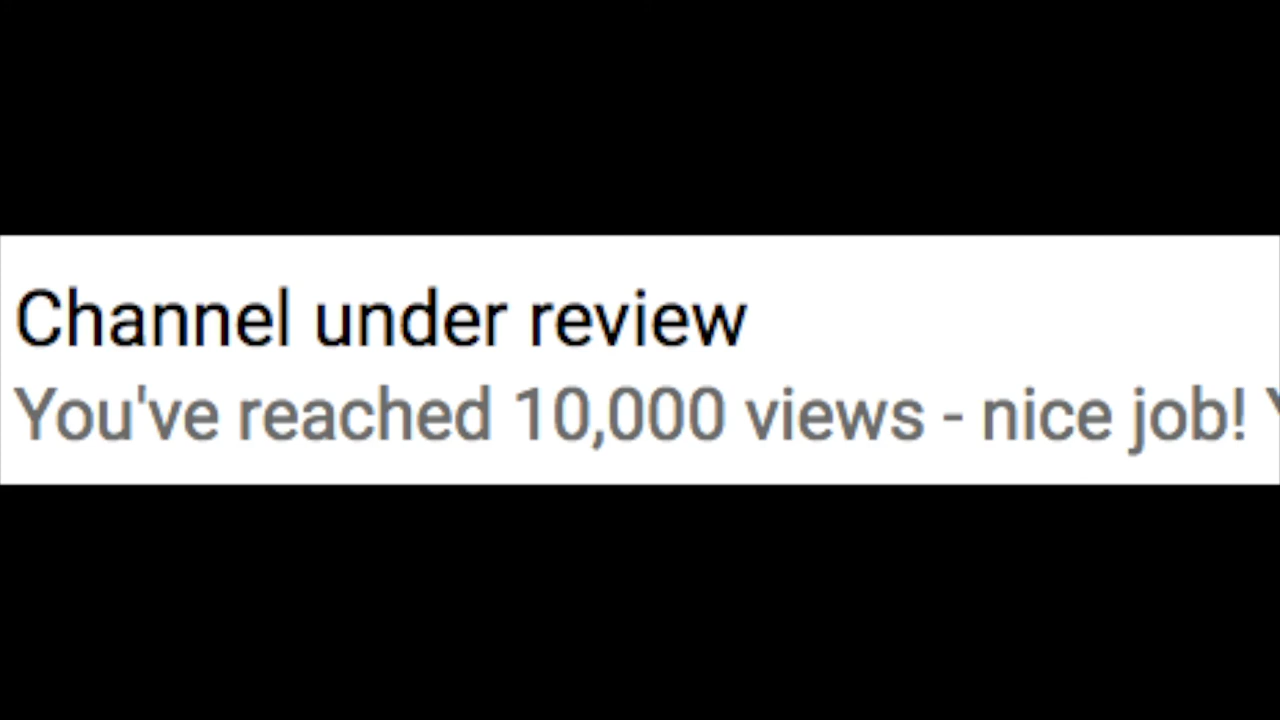 Channel under review
You've reached 10,000 views - nice job!